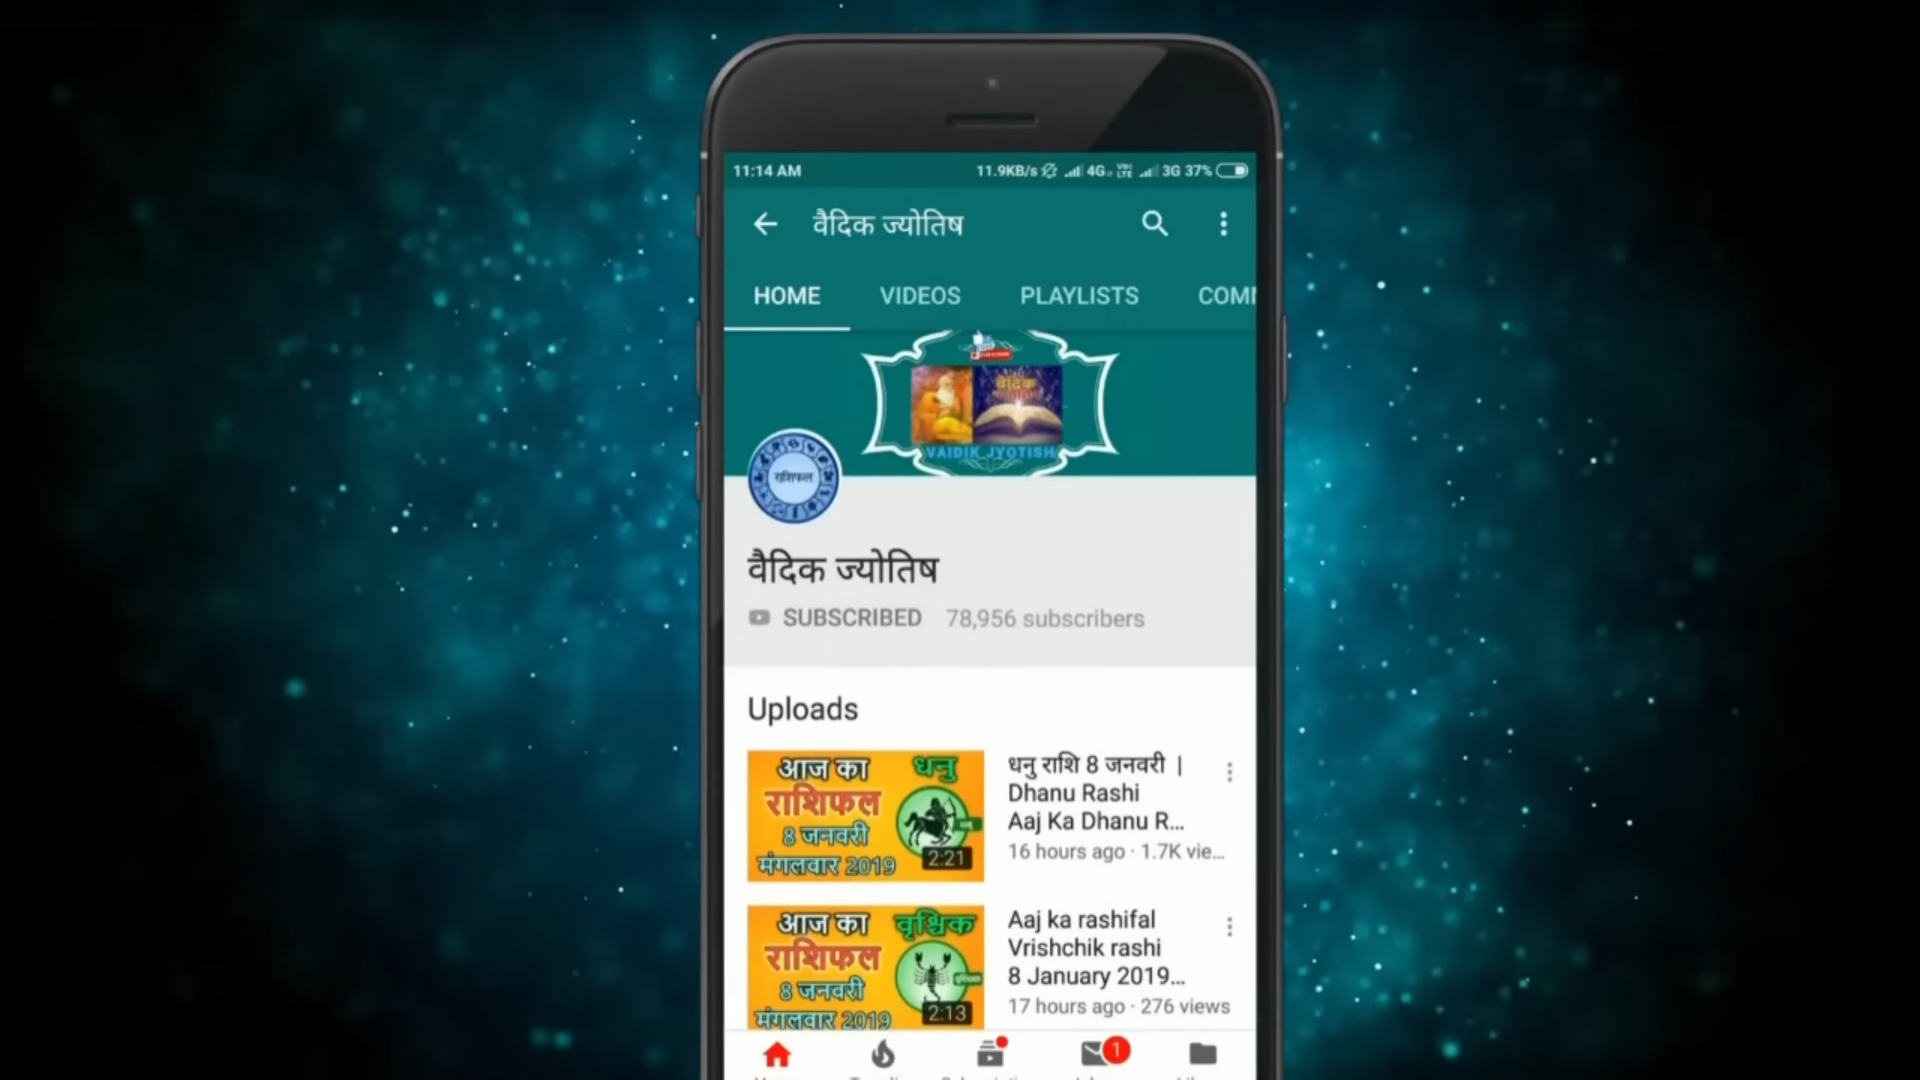 11:14 AM 11.9KB/s 4G 3G 37%
वैदिक ज्योतिष
HOME VIDEOS PLAYLISTS COMM
वैदिक
VAIDIK JYOTISH
राशिफल
वैदिक ज्योतिष
SUBSCRIBED 78,956 subscribers
Uploads
आज का धनु
राशिफल
8 जनवरी
मंगलवार 2019
2:21
धनु राशि 8 जनवरी |
Dhanu Rashi
Aaj Ka Dhanu R...
16 hours ago · 1.7K vie...
आज का वृश्चिक
राशिफल
8 जनवरी
मंगलवार 2019
2:13
Aaj ka rashifal
Vrishchik rashi
8 January 2019...
17 hours ago · 276 views
1